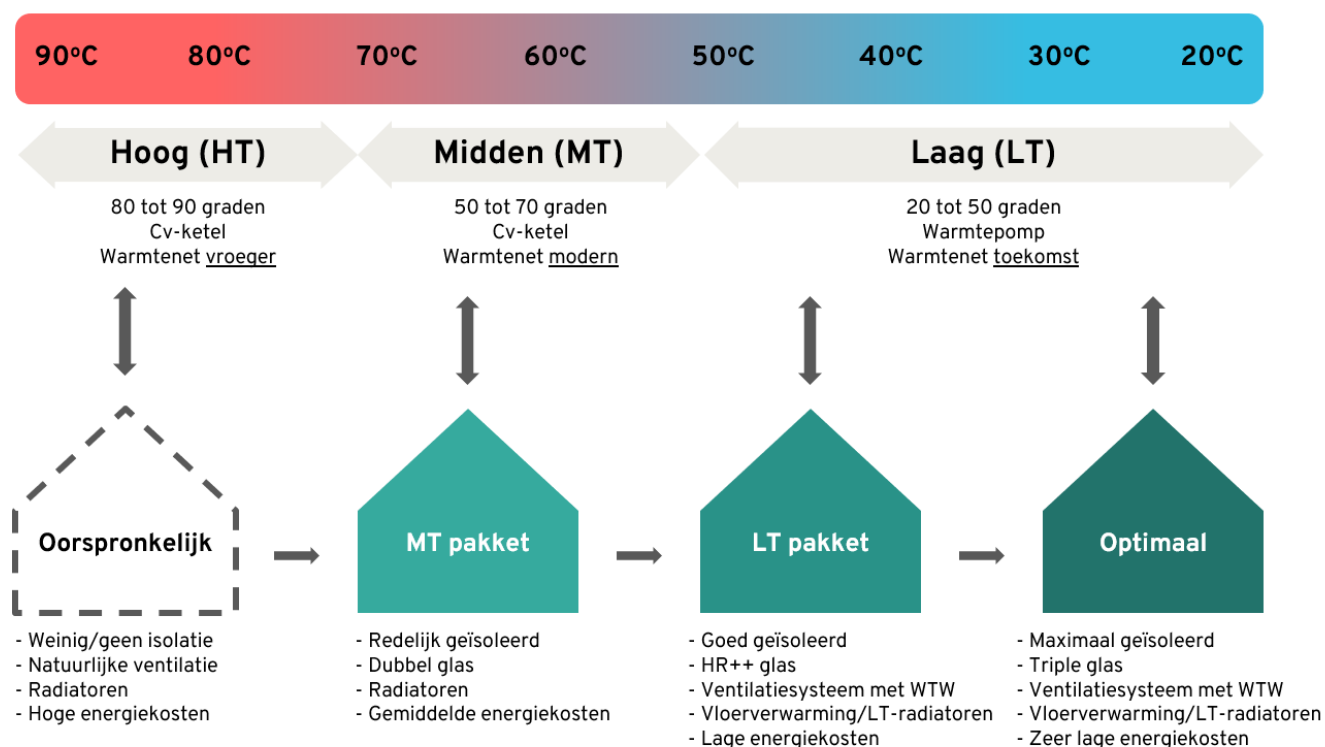 90ºC 80ºC 70ºC 60ºC 50ºC 40ºC 30ºC 20ºC
Hoog (HT)
80 tot 90 graden
Cv-ketel
Warmtenet vroeger
Midden (MT)
50 tot 70 graden
Cv-ketel
Warmtenet modern
Laag (LT)
20 tot 50 graden
Warmtepomp
Warmtenet toekomst
Oorspronkelijk
- Weinig/geen isolatie
- Natuurlijke ventilatie
- Radiatoren
- Hoge energiekosten
MT pakket
- Redelijk geïsoleerd
- Dubbel glas
- Radiatoren
- Gemiddelde energiekosten
LT pakket
- Goed geïsoleerd
- HR++ glas
- Ventilatiesysteem met WTW
- Vloerverwarming/LT-radiatoren
- Lage energiekosten
Optimaal
- Maximaal geïsoleerd
- Triple glas
- Ventilatiesysteem met WTW
- Vloerverwarming/LT-radiatoren
- Zeer lage energiekosten